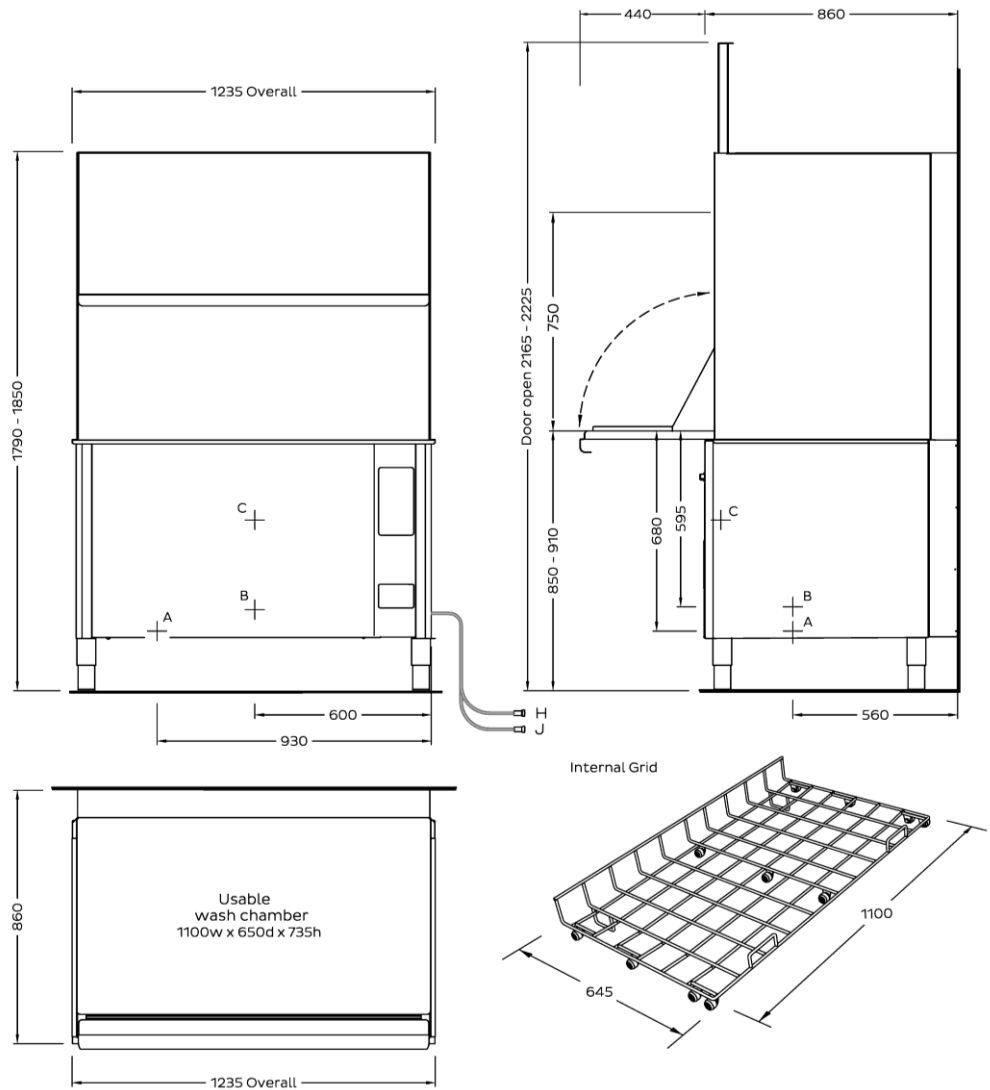 440
860
1235 Overall
1790 - 1850
Door open 2165 - 2225
750
850 - 910
680
595
C
B
A
C
B
A
600
930
H
J
560
860
Usable
wash chamber
1100w x 650d x 735h
1235 Overall
Internal Grid
1100
645